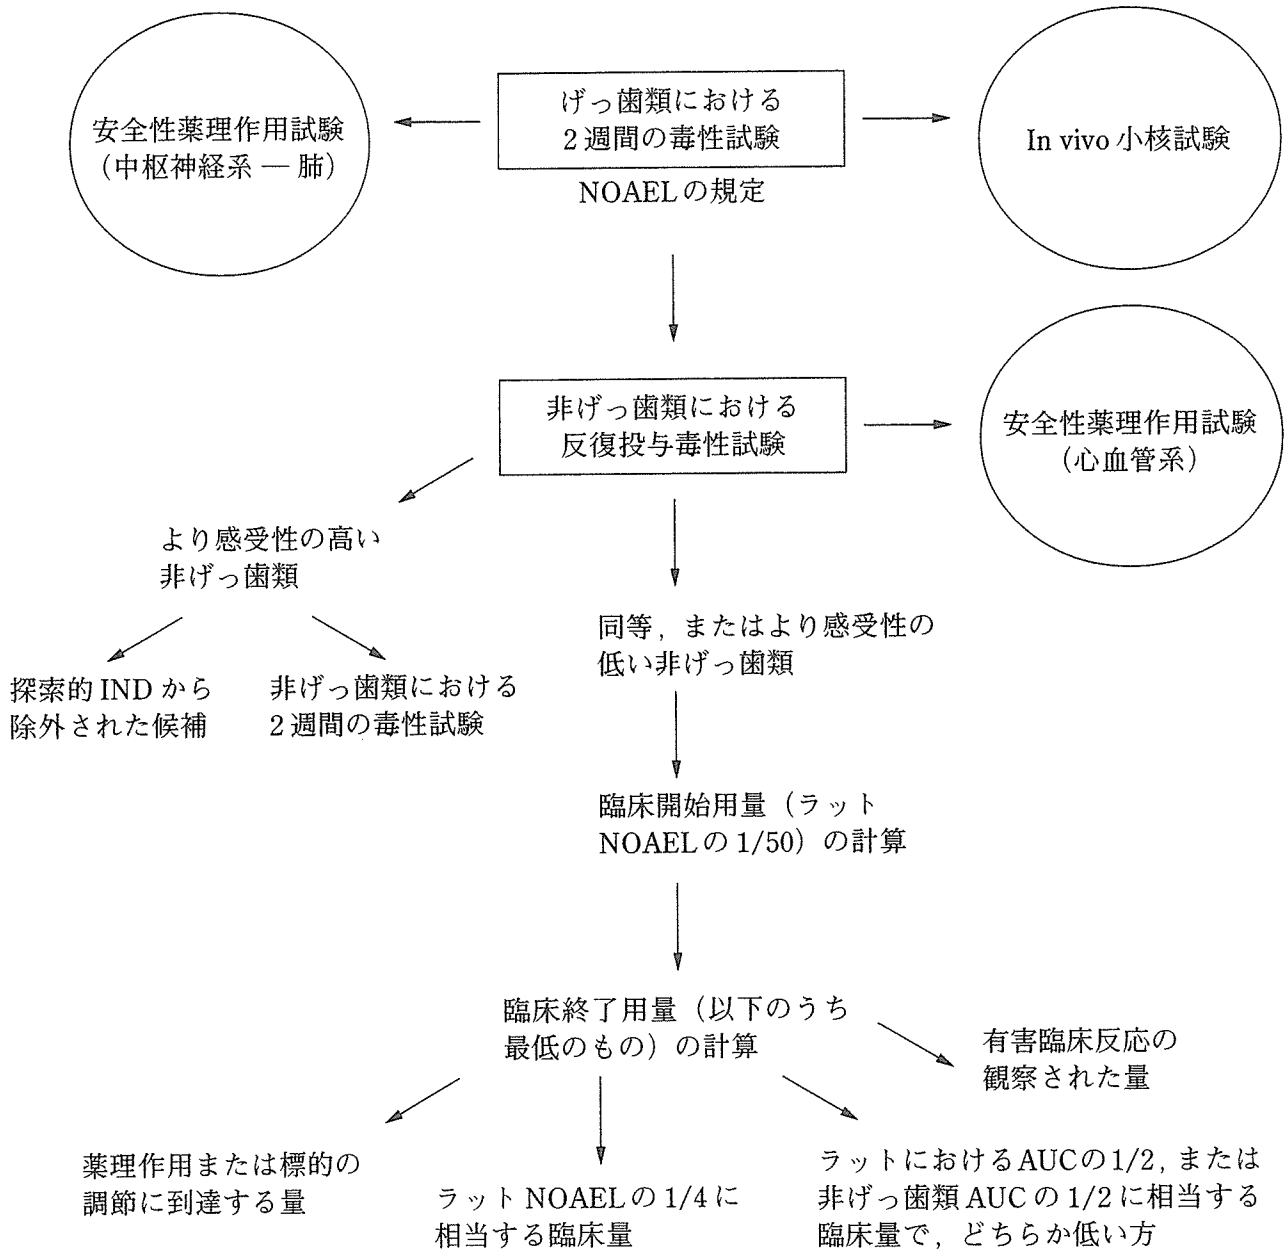 安全性薬理作用試験
(中枢神経系 — 肺)
げっ歯類における
2週間の毒性試験
NOAELの規定
In vivo 小核試験
非げっ歯類における
反復投与毒性試験
安全性薬理作用試験
(心血管系)
より感受性の高い
非げっ歯類
探索的INDから
除外された候補
非げっ歯類における
2週間の毒性試験
同等,またはより感受性の
低い非げっ歯類
臨床開始用量(ラット
NOAELの1/50)の計算
臨床終了用量(以下のうち
最低のもの)の計算
有害臨床反応の
観察された量
薬理作用または標的の
調節に到達する量
ラットNOAELの1/4に
相当する臨床量
ラットにおけるAUCの1/2,または
非げっ歯類AUCの1/2に相当する
臨床量で,どちらか低い方